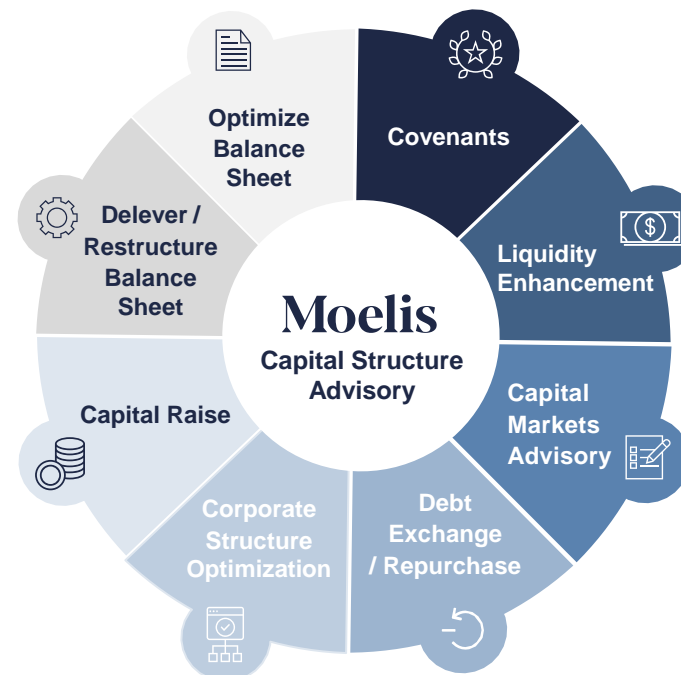 Optimize
Balance
Sheet
Covenants
Liquidity
Enhancement
Capital
Markets
Advisory
Debt
Exchange
/ Repurchase
Corporate
Structure
Optimization
Capital Raise
Delever /
Restructure
Balance
Sheet
Moelis
Capital Structure
Advisory
$